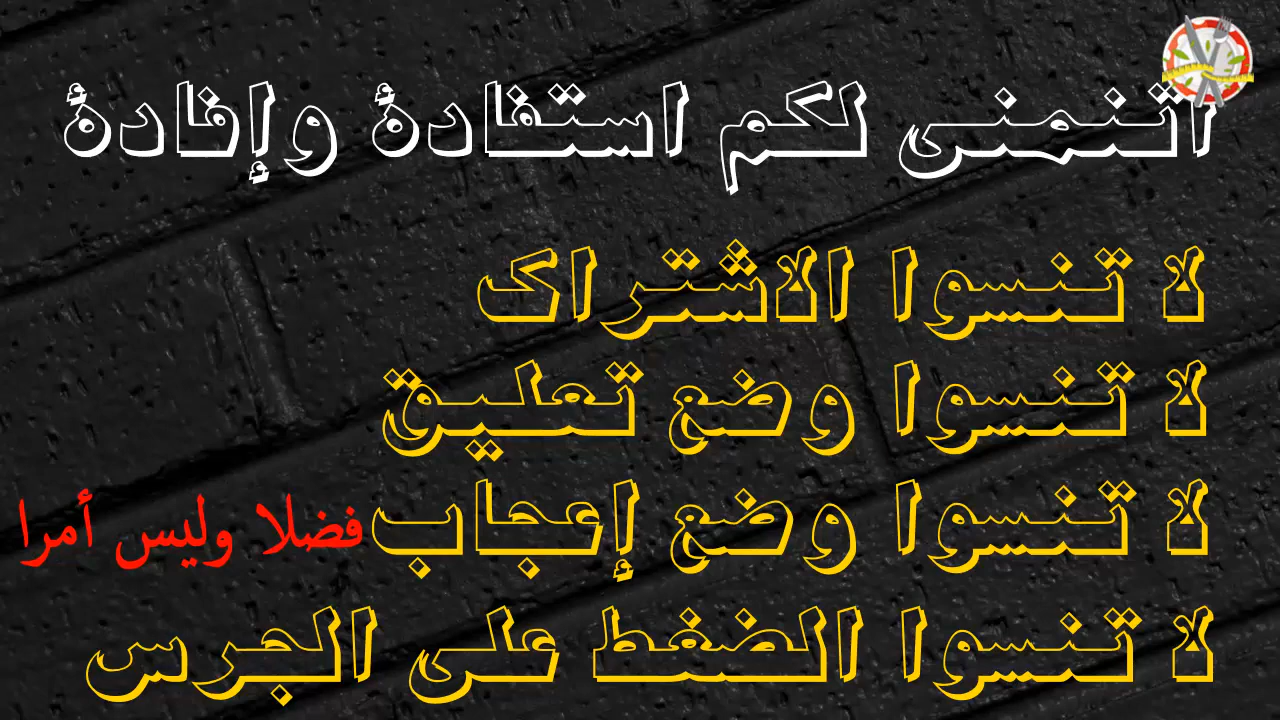 اتنمنى لكم استفادة وإفادة
لا تنسوا الاشتراك
لا تنسوا وضع تعليق
لا تنسوا وضع إعجاب فضلا وليس أمرا
لا تنسوا الضغط على الجرس